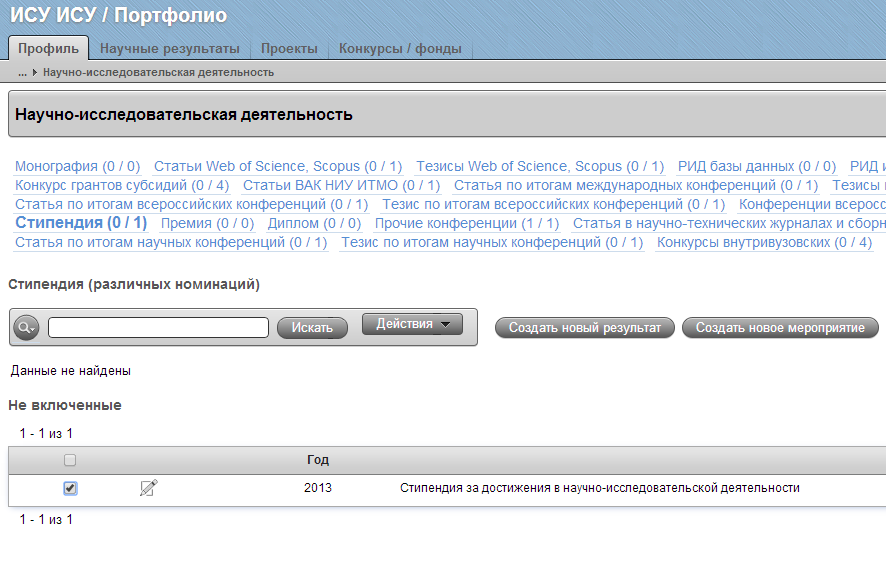 ИСУ ИСУ / Портфолио
Профиль Научные результаты Проекты Конкурсы / фонды
... Научно-исследовательская деятельность
Научно-исследовательская деятельность
Монография (0 / 0) Статьи Web of Science, Scopus (0 / 1) Тезисы Web of Science, Scopus (0 / 1) РИД базы данных (0 / 0) РИД
Конкурс грантов субсидий (0 / 4) Статьи ВАК НИУ ИТМО (0 / 1) Статья по итогам международных конференций (0 / 1) Тезисы
Статья по итогам всероссийских конференций (0 / 1) Тезис по итогам всероссийских конференций (0 / 1) Конференции всеросс
Стипендия (0 / 1) Премия (0 / 0) Диплом (0 / 0) Прочие конференции (1 / 1) Статья в научно-технических журналах и сборн
Статья по итогам научных конференций (0 / 1) Тезис по итогам научных конференций (0 / 1) Конкурсы внутривузовских (0 / 4)
Стипендия (различных номинаций)
Искать Действия Создать новый результат Создать новое мероприятие
Данные не найдены
Не включенные
1 - 1 из 1
Год
2013 Стипендия за достижения в научно-исследовательской деятельности
1 - 1 из 1